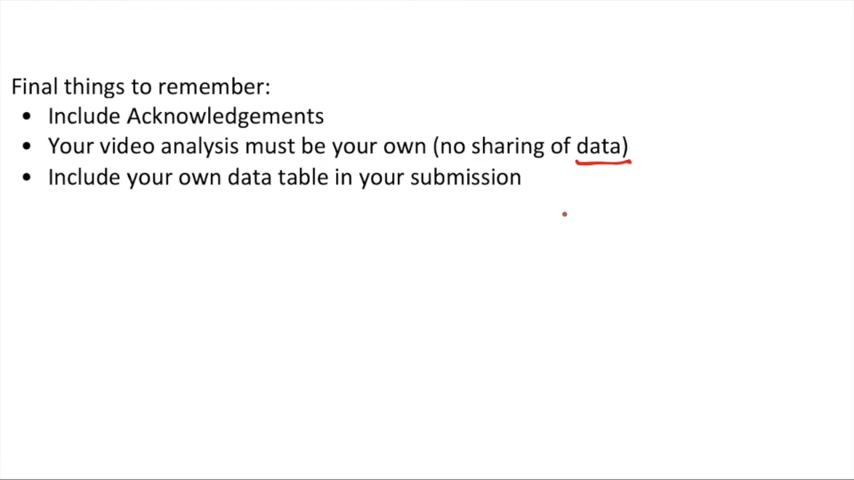 Final things to remember:
• Include Acknowledgements
• Your video analysis must be your own (no sharing of data)
• Include your own data table in your submission